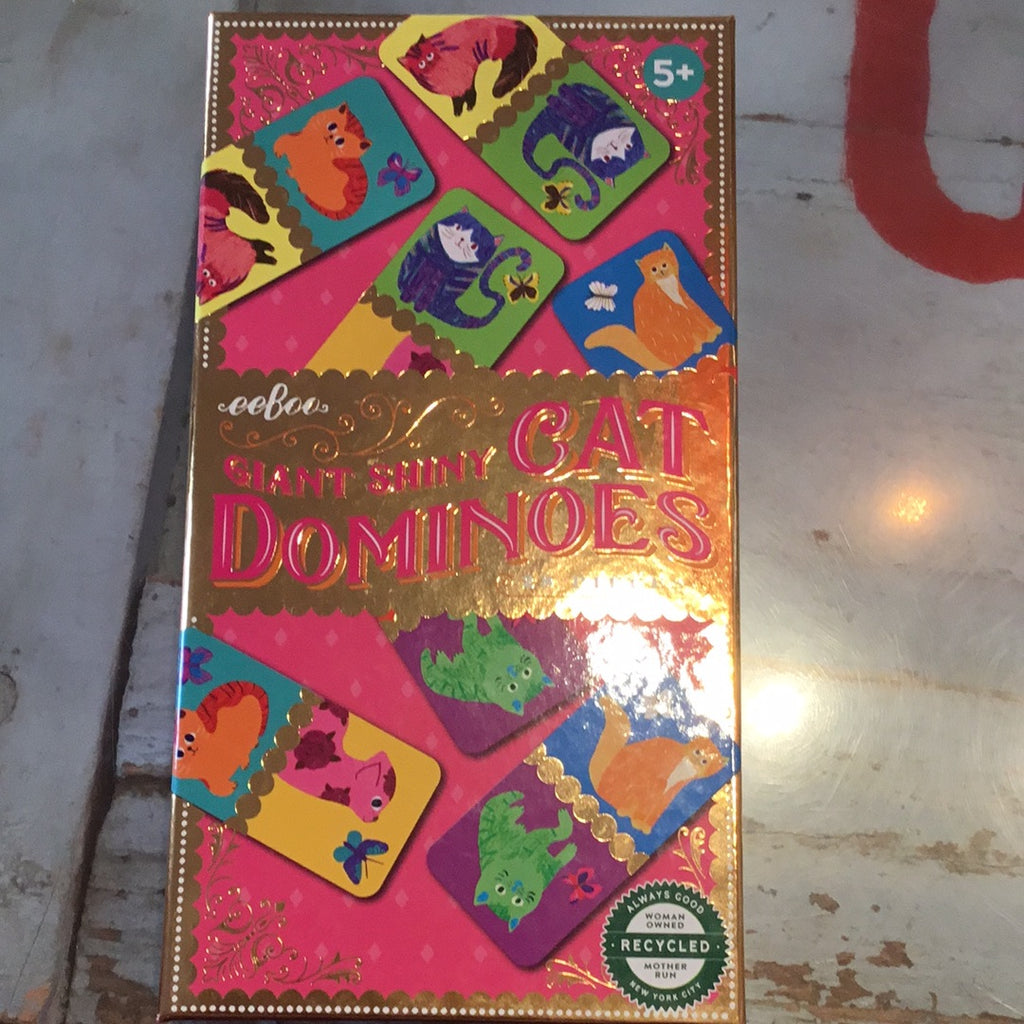 5+
eeboo
GIANT SHINY CAT
DOMINOES
ALWAYS GOOD
WOMAN
OWNED
RECYCLED
MOTHER
RUN
NEW YORK CITY